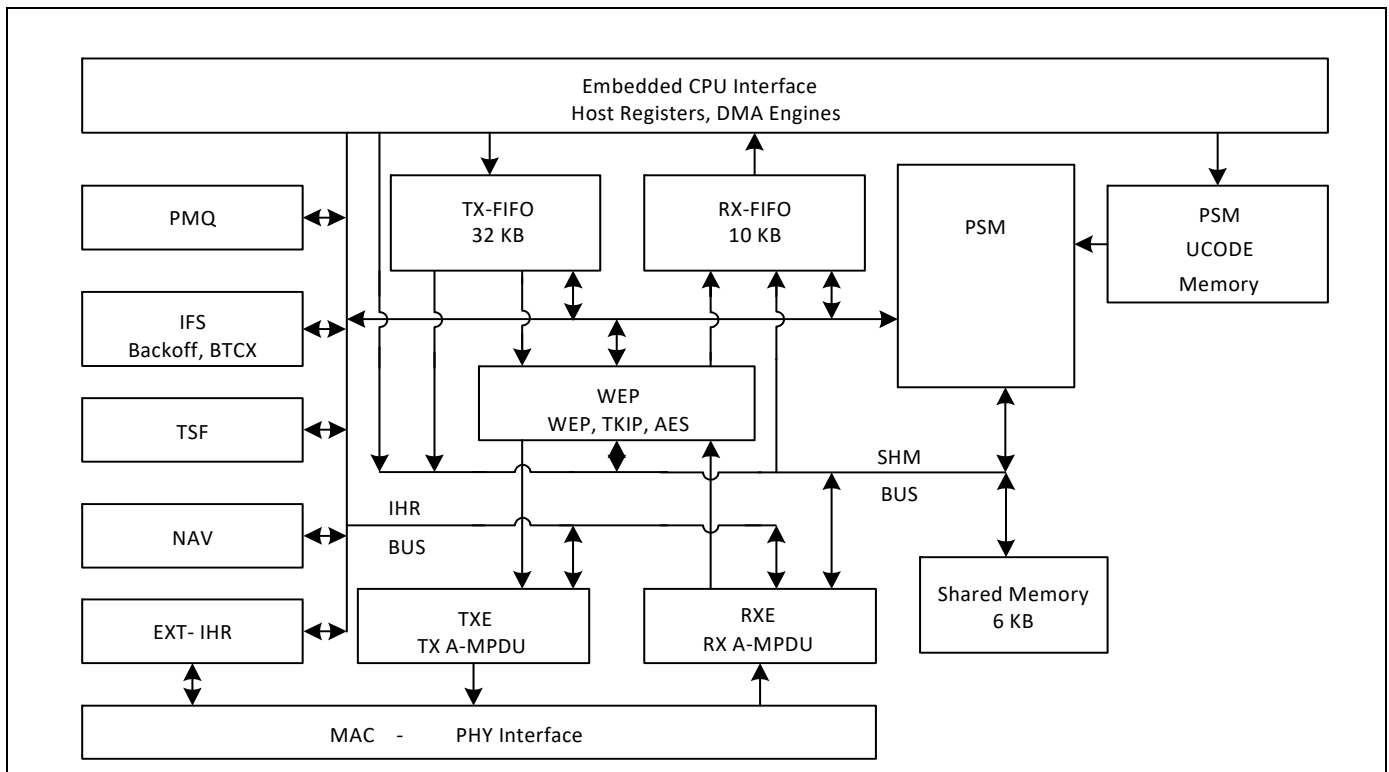 Embedded CPU Interface
Host Registers, DMA Engines
PMQ
TX-FIFO
32 KB
RX-FIFO
10 KB
PSM
PSM
UCODE
Memory
IFS
Backoff, BTCX
WEP
WEP, TKIP, AES
TSF
SHM
BUS
IHR
BUS
NAV
Shared Memory
6 KB
EXT- IHR
TXE
TX A-MPDU
RXE
RX A-MPDU
MAC - PHY Interface